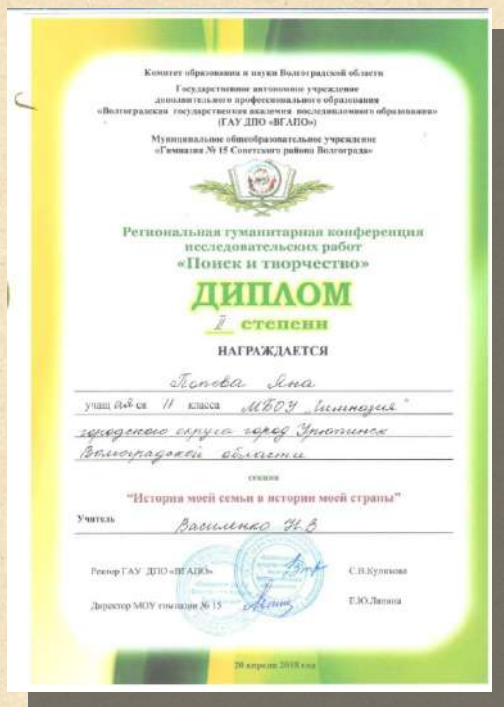 Комитет образования и науки Волгоградской области
Государственное автономное учреждение
дополнительного профессионального образования
«Волгоградская государственная академия последипломного образования»
(ГАУ ДПО «ВГАПО»)
Муниципальное общеобразовательное учреждение
«Гимназия № 15 Советского района Волгограда»
Региональная гуманитарная конференция
исследовательских работ
«Поиск и творчество»
ДИПЛОМ
II степени
НАГРАЖДАЕТСЯ
Попова Яна
учащаяся 11 класса МБОУ "Гимназия"
городского округа город Урюпинск
Волгоградской области
секция
"История моей семьи в истории моей страны"
Учитель Василенко Н.В
Ректор ГАУ ДПО «ВГАПО» С.В.Куликова
Директор МОУ гимназии № 15
20 апреля 2018 год